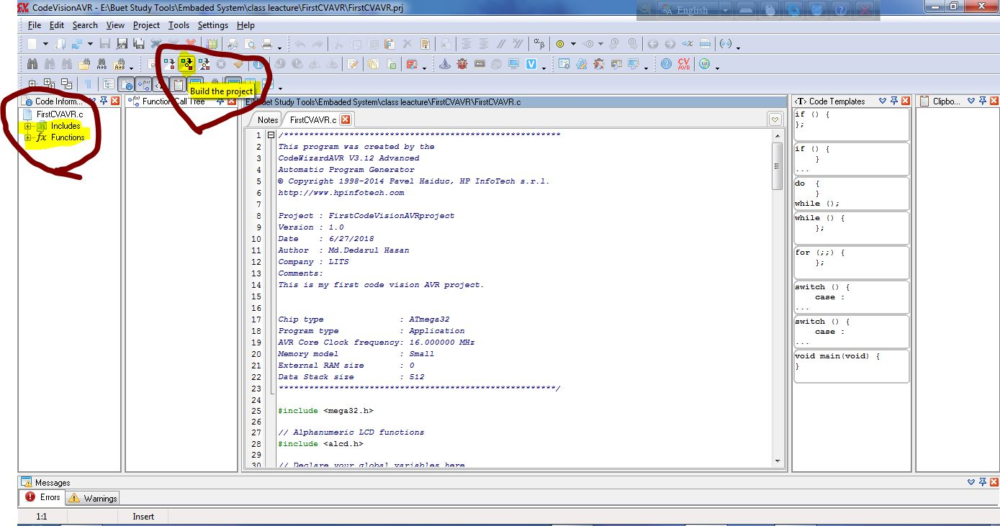 CodeVisionAVR - E:\Buet Study Tools\Embaded System\class leacture\FirstCVAVR\FirstCVAVR.prj
English
File Edit Search View Project Tools Settings Help
Build the project
Code Inform...
FirstCVAVR.c
Includes
fx Functions
Function Call Tree
E:\Buet Study Tools\Embaded System\class leacture\FirstCVAVR\FirstCVAVR.c
Notes FirstCVAVR.c
1 /*******************************************************
2 This program was created by the
3 CodeWizardAVR V3.12 Advanced
4 Automatic Program Generator
5 © Copyright 1998-2014 Pavel Haiduc, HP InfoTech s.r.l.
6 http://www.hpinfotech.com
7
8 Project : FirstCodeVisionAVRproject
9 Version : 1.0
10 Date    : 6/27/2018
11 Author  : Md.Dedarul Hasan
12 Company : LITS
13 Comments:
14 This is my first code vision AVR project.
15
16
17 Chip type               : ATmega32
18 Program type            : Application
19 AVR Core Clock frequency: 16.000000 MHz
20 Memory model            : Small
21 External RAM size       : 0
22 Data Stack size         : 512
23 *******************************************************/
24
25 #include <mega32.h>
26
27 // Alphanumeric LCD functions
28 #include <alcd.h>
29
30 // Declare your global variables here
<T> Code Templates
if () {
};
if () {
}
...
do {
}
while ();
while () {
};
for (;;) {
};
switch () {
case :
...
switch () {
case :
...
void main(void) {
}
Clipbo...
Messages
Errors Warnings
1:1 Insert